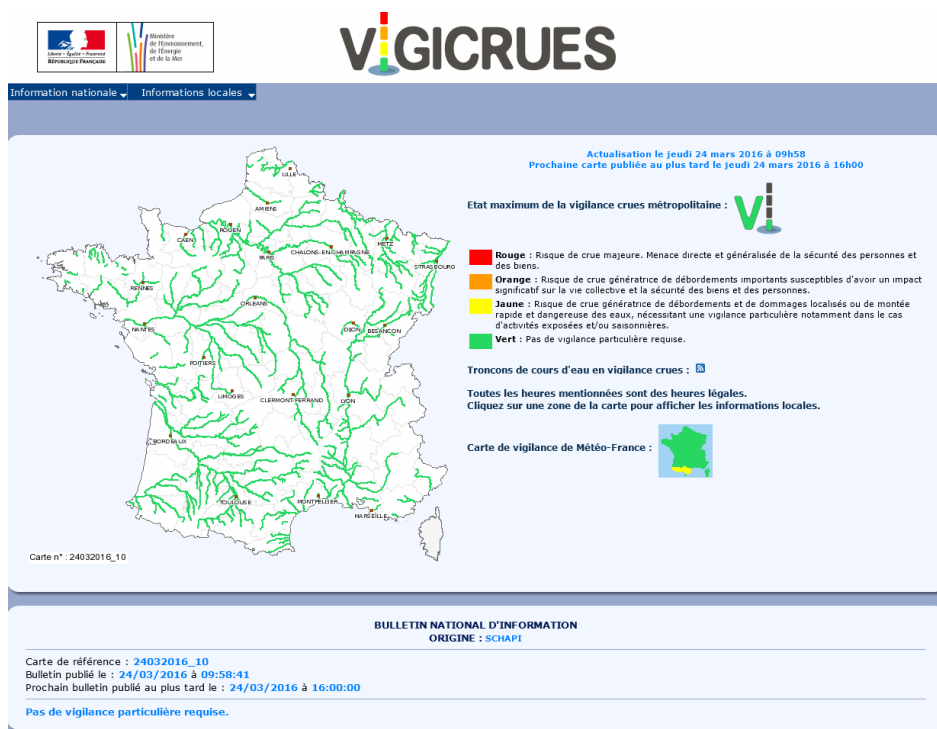 Liberté • Égalité • Fraternité
RÉPUBLIQUE FRANÇAISE
Ministère
de l'Environnement,
de l'Énergie
et de la Mer
VIGICRUES
Information nationale
Informations locales
Actualisation le jeudi 24 mars 2016 à 09h58
Prochaine carte publiée au plus tard le jeudi 24 mars 2016 à 16h00
Etat maximum de la vigilance crues métropolitaine :
Vi
Rouge : Risque de crue majeure. Menace directe et généralisée de la sécurité des personnes et
des biens.
Orange : Risque de crue génératrice de débordements importants susceptibles d'avoir un impact
significatif sur la vie collective et la sécurité des biens et des personnes.
Jaune : Risque de crue génératrice de débordements et de dommages localisés ou de montée
rapide et dangereuse des eaux, nécessitant une vigilance particulière notamment dans le cas
d'activités exposées et/ou saisonnières.
Vert : Pas de vigilance particulière requise.
Troncons de cours d'eau en vigilance crues :
Toutes les heures mentionnées sont des heures légales.
Cliquez sur une zone de la carte pour afficher les informations locales.
Carte de vigilance de Météo-France :
LILLE
AMIENS
ROUEN
CAEN
METZ
CHALONS-EN-CHAMPAGNE
PARIS
STRASBOURG
RENNES
ORLEANS
NANTES
DIJON
BESANCON
POITIERS
LIMOGES
CLERMONT-FERRAND
LYON
BORDEAUX
TOULOUSE
MONTPELLIER
MARSEILLE
Carte n° : 24032016_10
BULLETIN NATIONAL D'INFORMATION
ORIGINE : SCHAPI
Carte de référence : 24032016_10
Bulletin publié le : 24/03/2016 à 09:58:41
Prochain bulletin publié au plus tard le : 24/03/2016 à 16:00:00
Pas de vigilance particulière requise.